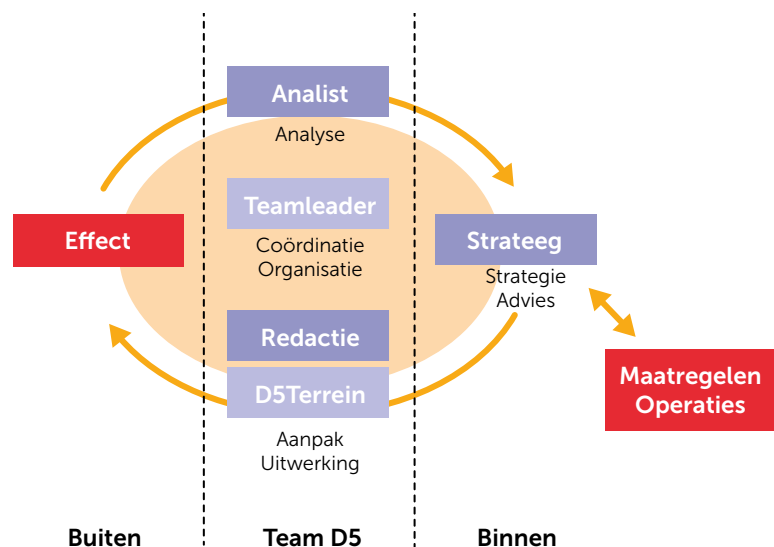 Analist
Analyse
Teamleader
Coördinatie
Organisatie
Effect
Strateeg
Strategie
Advies
Redactie
D5Terrein
Aanpak
Uitwerking
Maatregelen
Operaties
Buiten
Team D5
Binnen